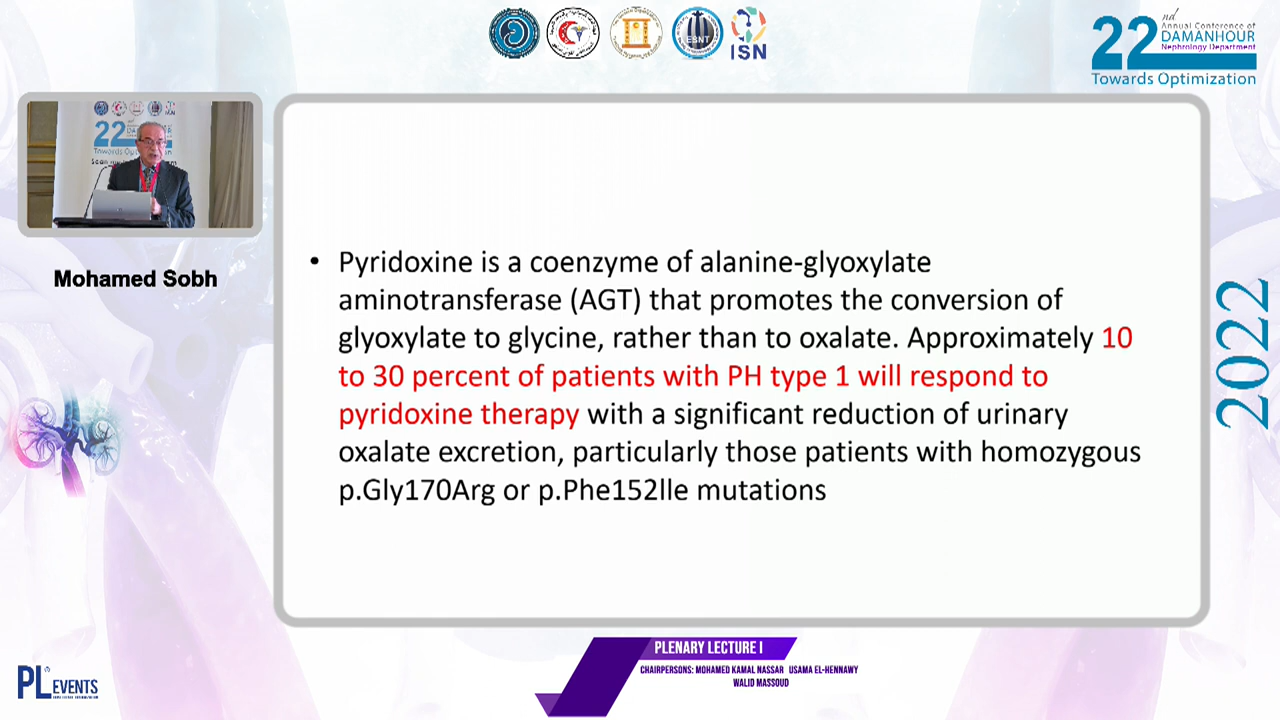 ESNT
ISN
22nd
Annual Conference of
DAMANHOUR
Nephrology Department
Towards Optimization
22
DAMANHOUR
Mohamed Sobh
• Pyridoxine is a coenzyme of alanine-glyoxylate
aminotransferase (AGT) that promotes the conversion of
glyoxylate to glycine, rather than to oxalate. Approximately 10
to 30 percent of patients with PH type 1 will respond to
pyridoxine therapy with a significant reduction of urinary
oxalate excretion, particularly those patients with homozygous
p.Gly170Arg or p.Phe152lle mutations
2022
PLENARY LECTURE I
CHAIRPERSONS: MOHAMED KAMAL NASSAR USAMA EL-HENNAWY
WALID MASSOUD
PL EVENTS